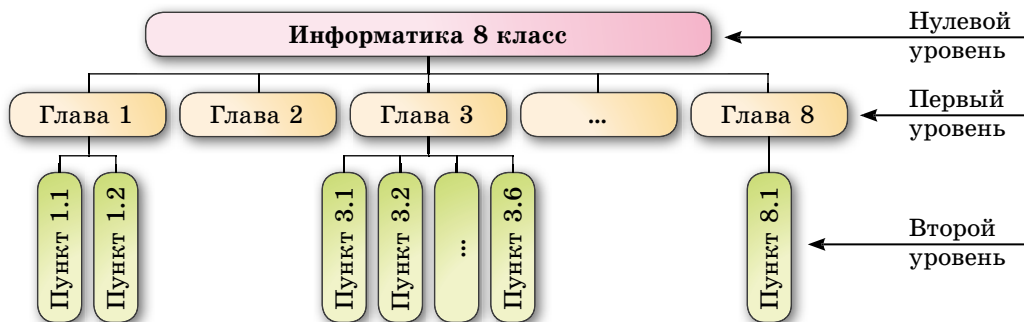 Информатика 8 класс
Нулевой
уровень
Глава 1
Глава 2
Глава 3
...
Глава 8
Первый
уровень
Пункт 1.1
Пункт 1.2
Пункт 3.1
Пункт 3.2
...
Пункт 3.6
Пункт 8.1
Второй
уровень